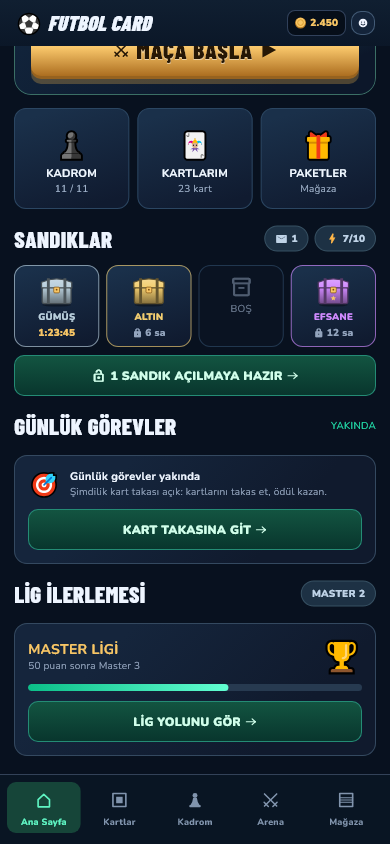 FUTBOL CARD
2.450
MAÇA BAŞLA
KADROM
11 / 11
KARTLARIM
23 kart
PAKETLER
Mağaza
SANDIKLAR
1
7/10
GÜMÜŞ
1:23:45
ALTIN
6 sa
BOŞ
EFSANE
12 sa
1 SANDIK AÇILMAYA HAZIR →
GÜNLÜK GÖREVLER
YAKINDA
Günlük görevler yakında
Şimdilik kart takası açık: kartlarını takas et, ödül kazan.
KART TAKASINA GİT →
LİG İLERLEMESİ
MASTER 2
MASTER LİGİ
50 puan sonra Master 3
LİG YOLUNU GÖR →
Ana Sayfa
Kartlar
Kadrom
Arena
Mağaza